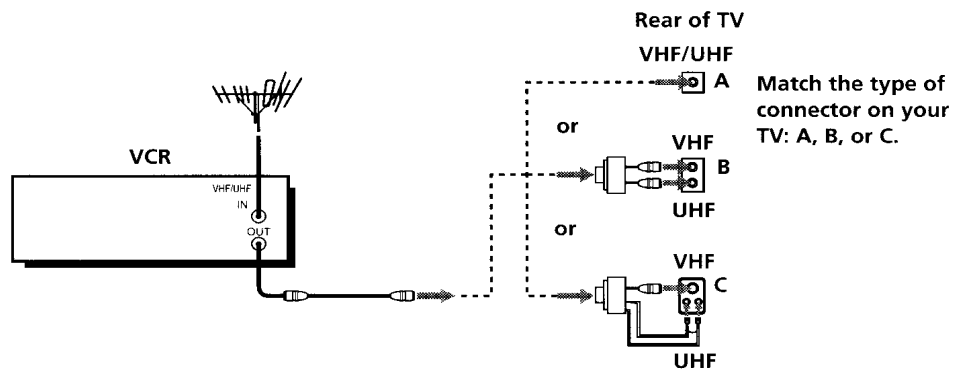 Rear of TV
VHF/UHF
A
Match the type of
connector on your
TV: A, B, or C.
or
VHF
B
UHF
VCR
VHF/UHF
IN
OUT
or
VHF
C
UHF